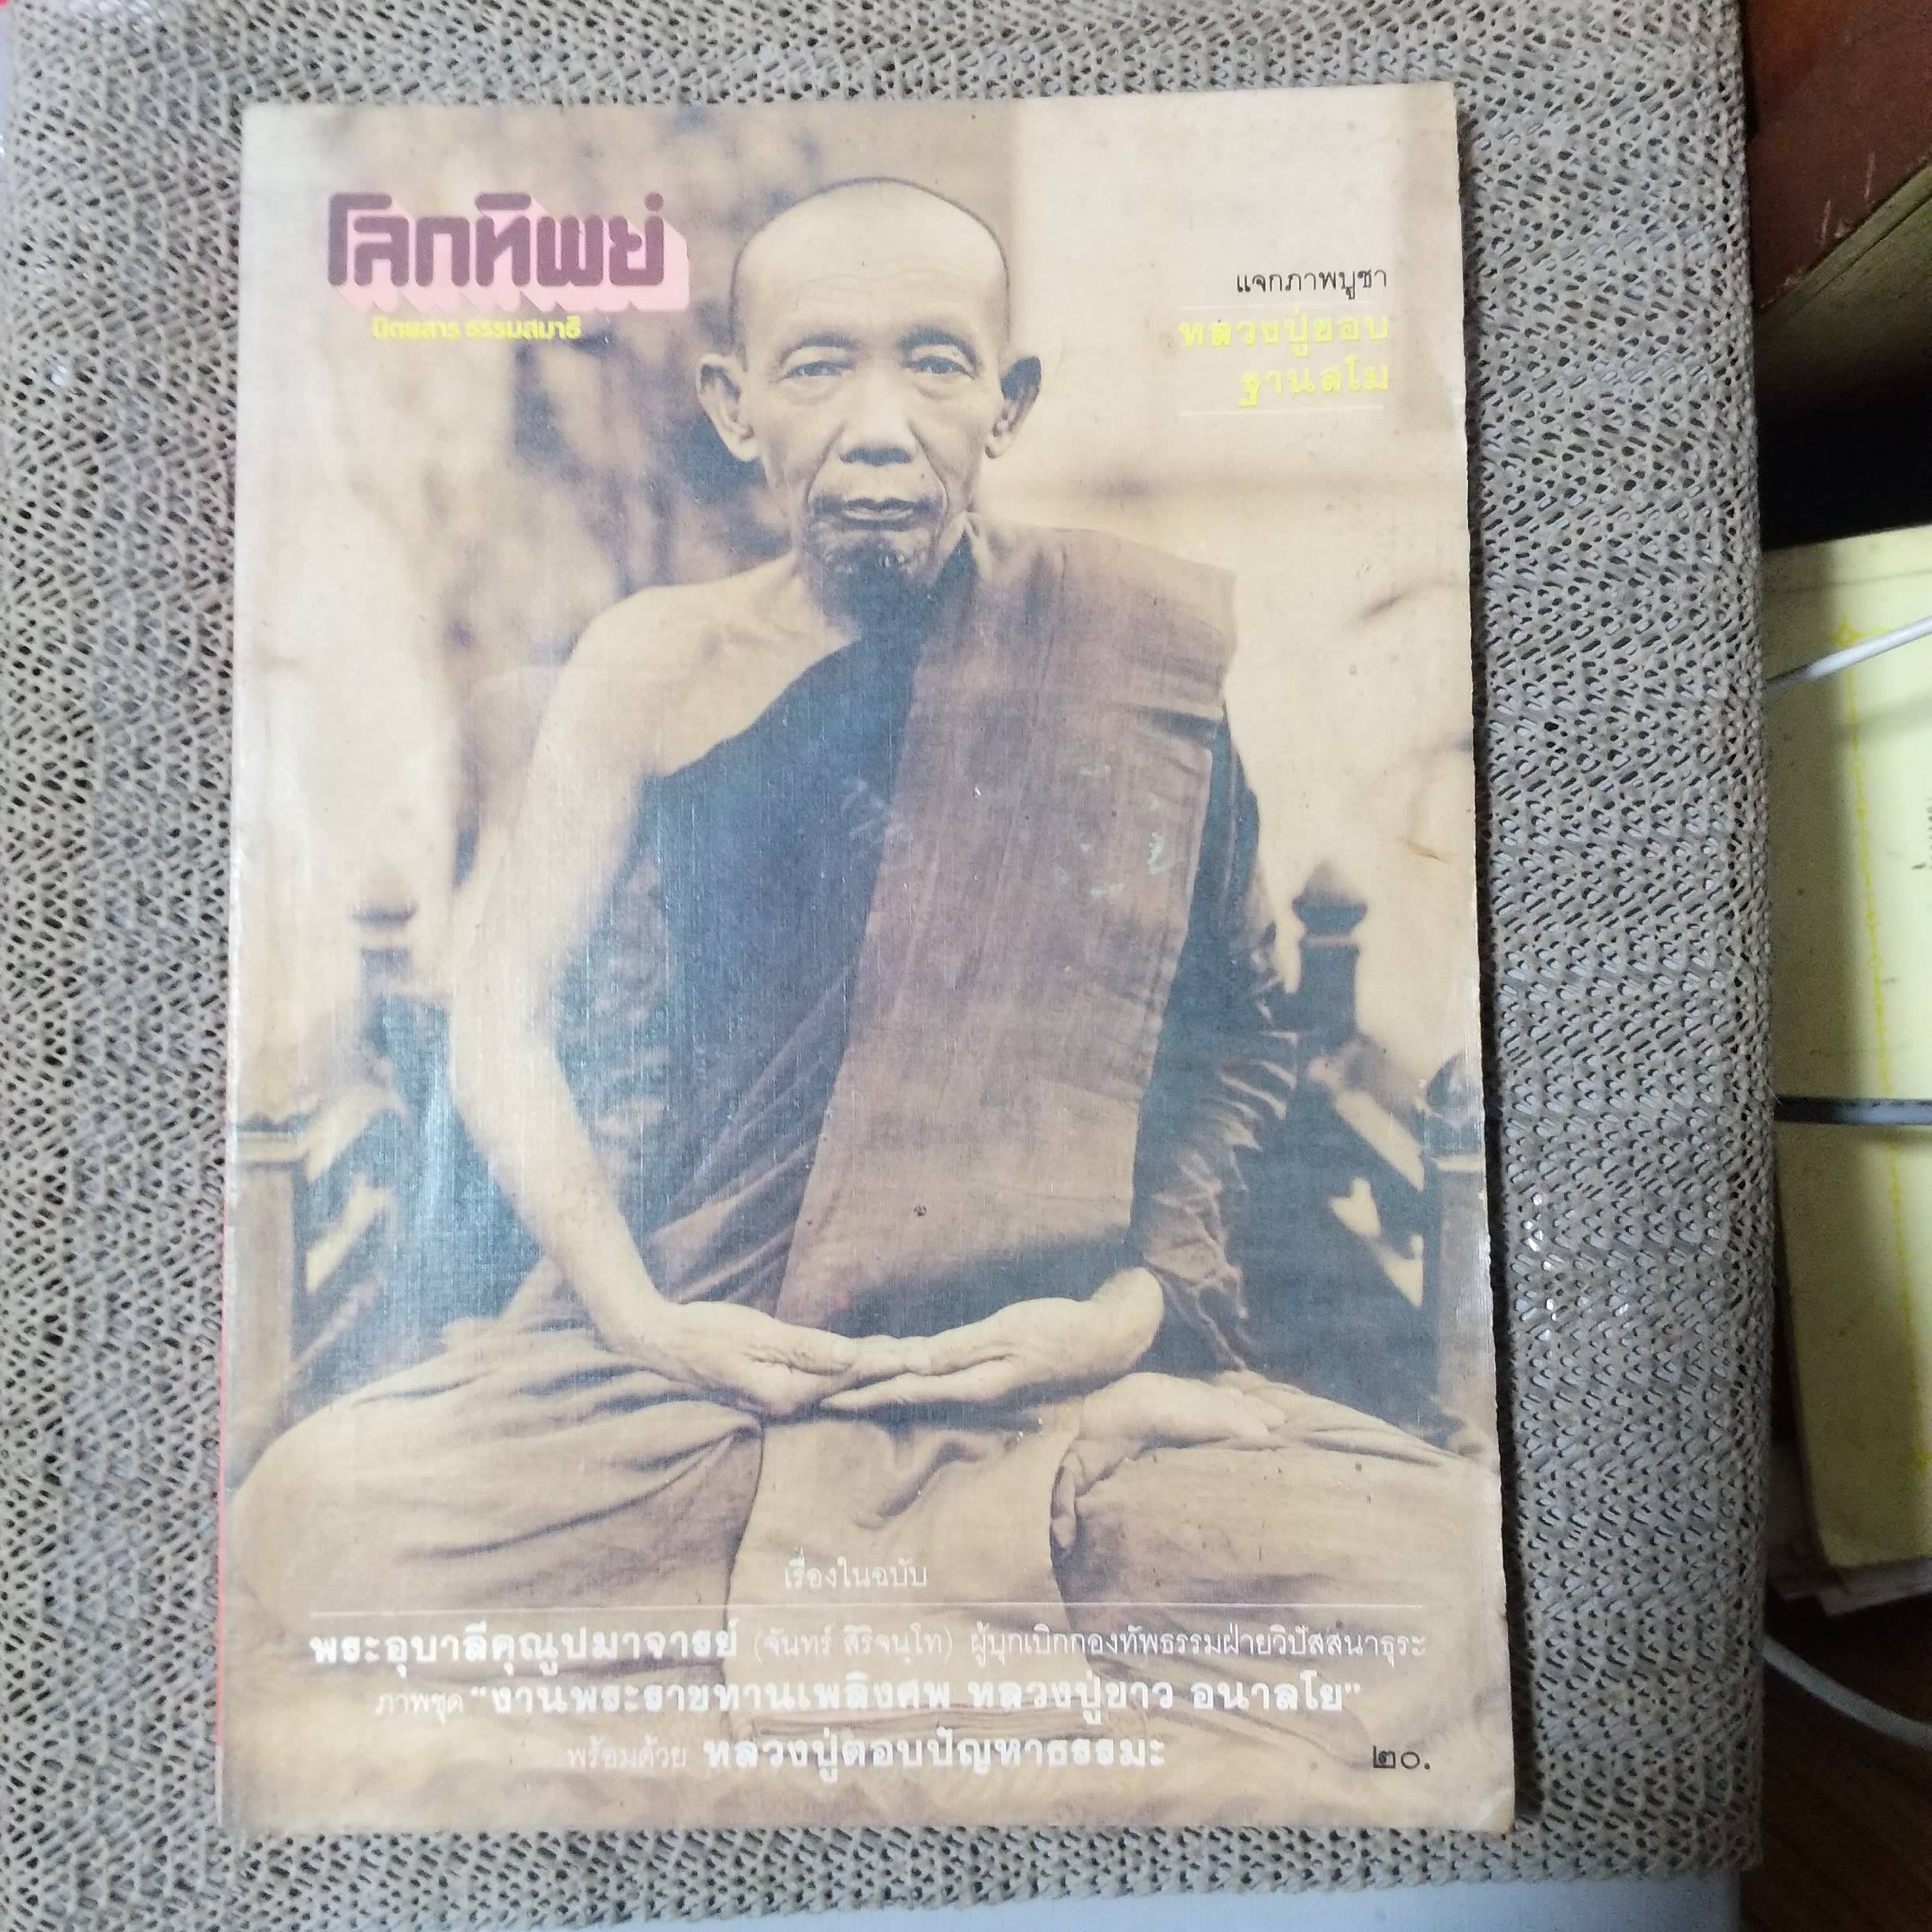 โลกทิพย์
นิตยสาร ธรรมสมาธิ
แจกภาพบูชา
หลวงปู่ขอบ
ฐานสโม
เรื่องในฉบับ
พระอุบาลีคุณูปมาจารย์ (จันทร์ สิริจนฺโท) ผู้บุกเบิกกองทัพธรรมฝ่ายวิปัสสนาธุระ
ภาพชุด “งานพระราชทานเพลิงศพ หลวงปู่ขาว อนาลโย”
พร้อมด้วย หลวงปู่ตอบปัญหาธรรมะ
๒๐.